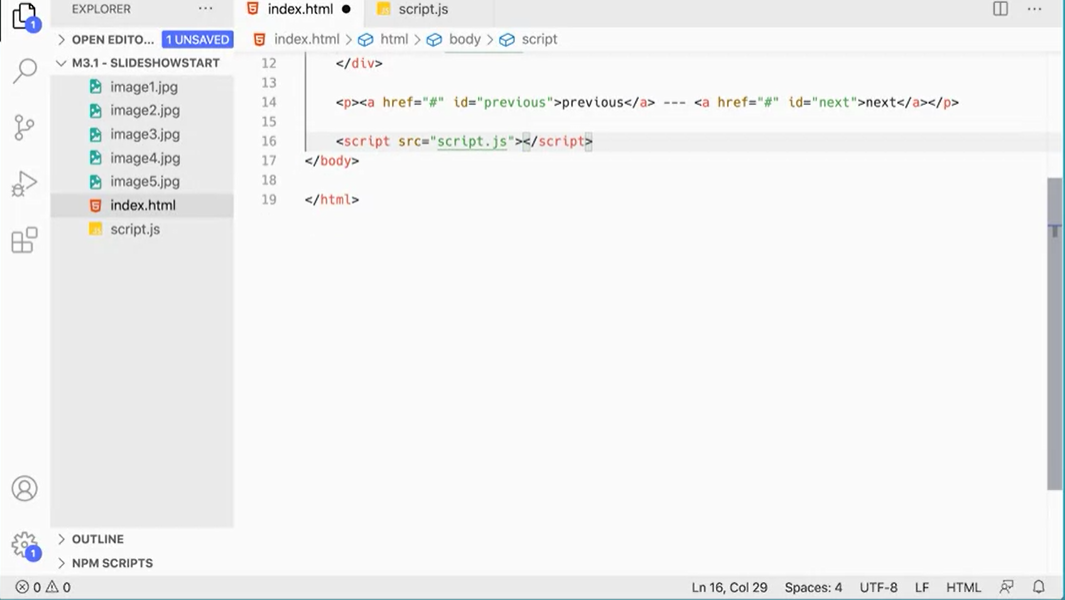 EXPLORER
···
index.html
script.js
···
1
OPEN EDITO...
1 UNSAVED
index.html > html > body > script
M3.1 - SLIDESHOWSTART
image1.jpg
image2.jpg
image3.jpg
image4.jpg
image5.jpg
index.html
JS script.js
12 </div>
13
14 <p><a href="#" id="previous">previous</a> --- <a href="#" id="next">next</a></p>
15
16 <script src="script.js"></script>
17 </body>
18
19 </html>
1
OUTLINE
NPM SCRIPTS
0 0
Ln 16, Col 29
Spaces: 4
UTF-8
LF
HTML